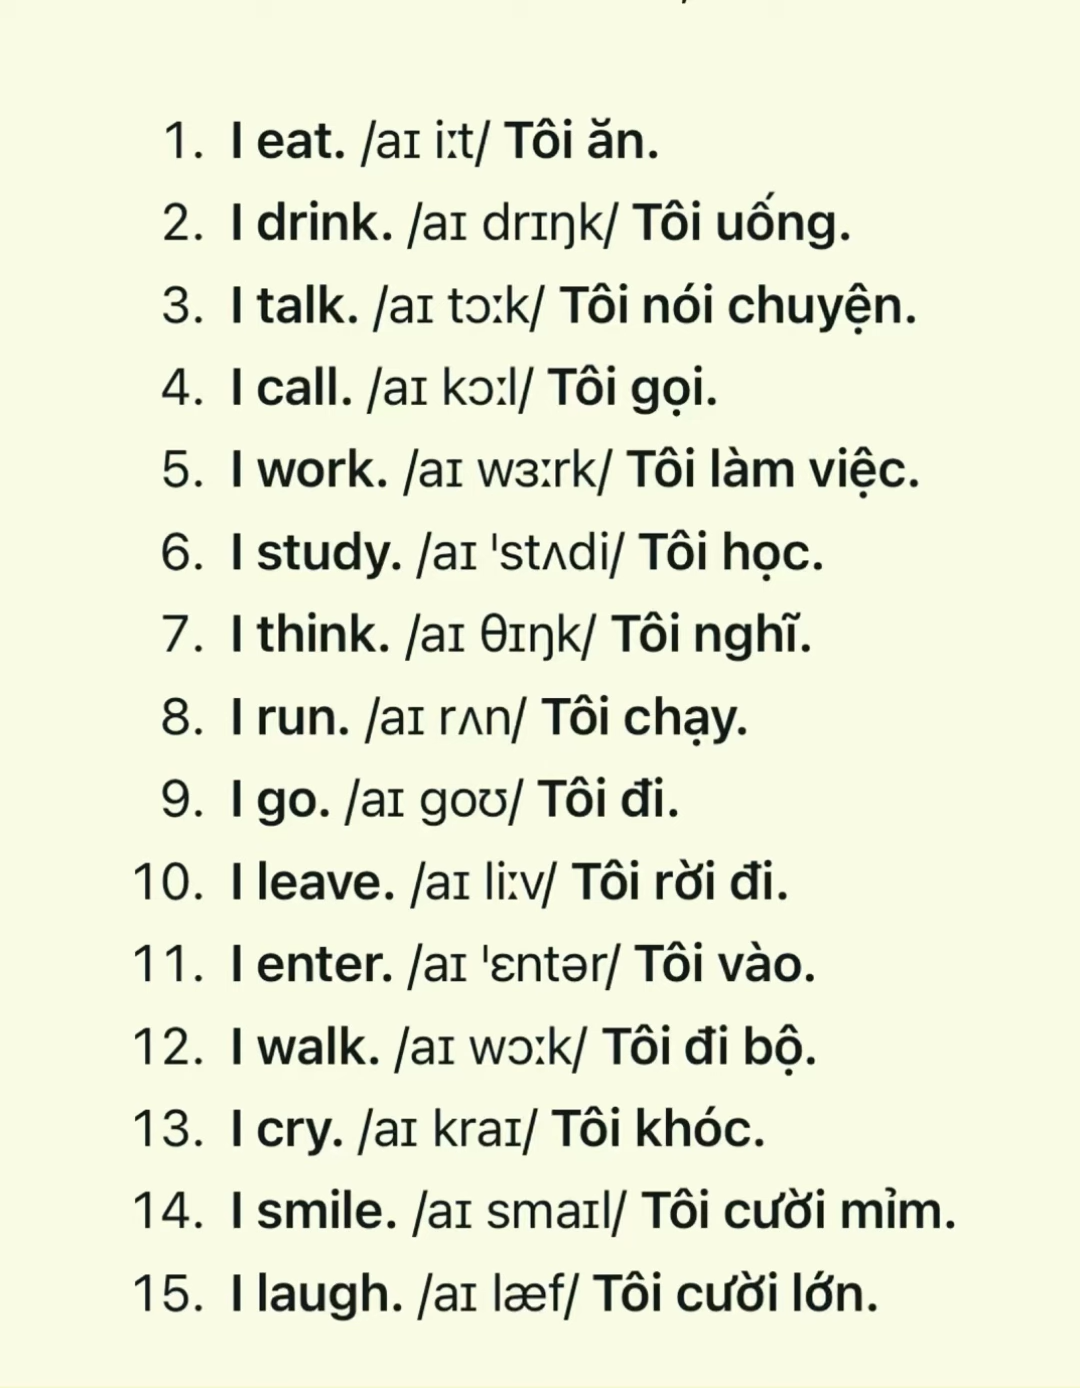 1. I eat. /aɪ iːt/ Tôi ăn.
2. I drink. /aɪ drɪŋk/ Tôi uống.
3. I talk. /aɪ tɔːk/ Tôi nói chuyện.
4. I call. /aɪ kɔːl/ Tôi gọi.
5. I work. /aɪ wɜːrk/ Tôi làm việc.
6. I study. /aɪ ˈstʌdi/ Tôi học.
7. I think. /aɪ θɪŋk/ Tôi nghĩ.
8. I run. /aɪ rʌn/ Tôi chạy.
9. I go. /aɪ goʊ/ Tôi đi.
10. I leave. /aɪ liːv/ Tôi rời đi.
11. I enter. /aɪ ˈɛntər/ Tôi vào.
12. I walk. /aɪ wɔːk/ Tôi đi bộ.
13. I cry. /aɪ kraɪ/ Tôi khóc.
14. I smile. /aɪ smaɪl/ Tôi cười mỉm.
15. I laugh. /aɪ læf/ Tôi cười lớn.